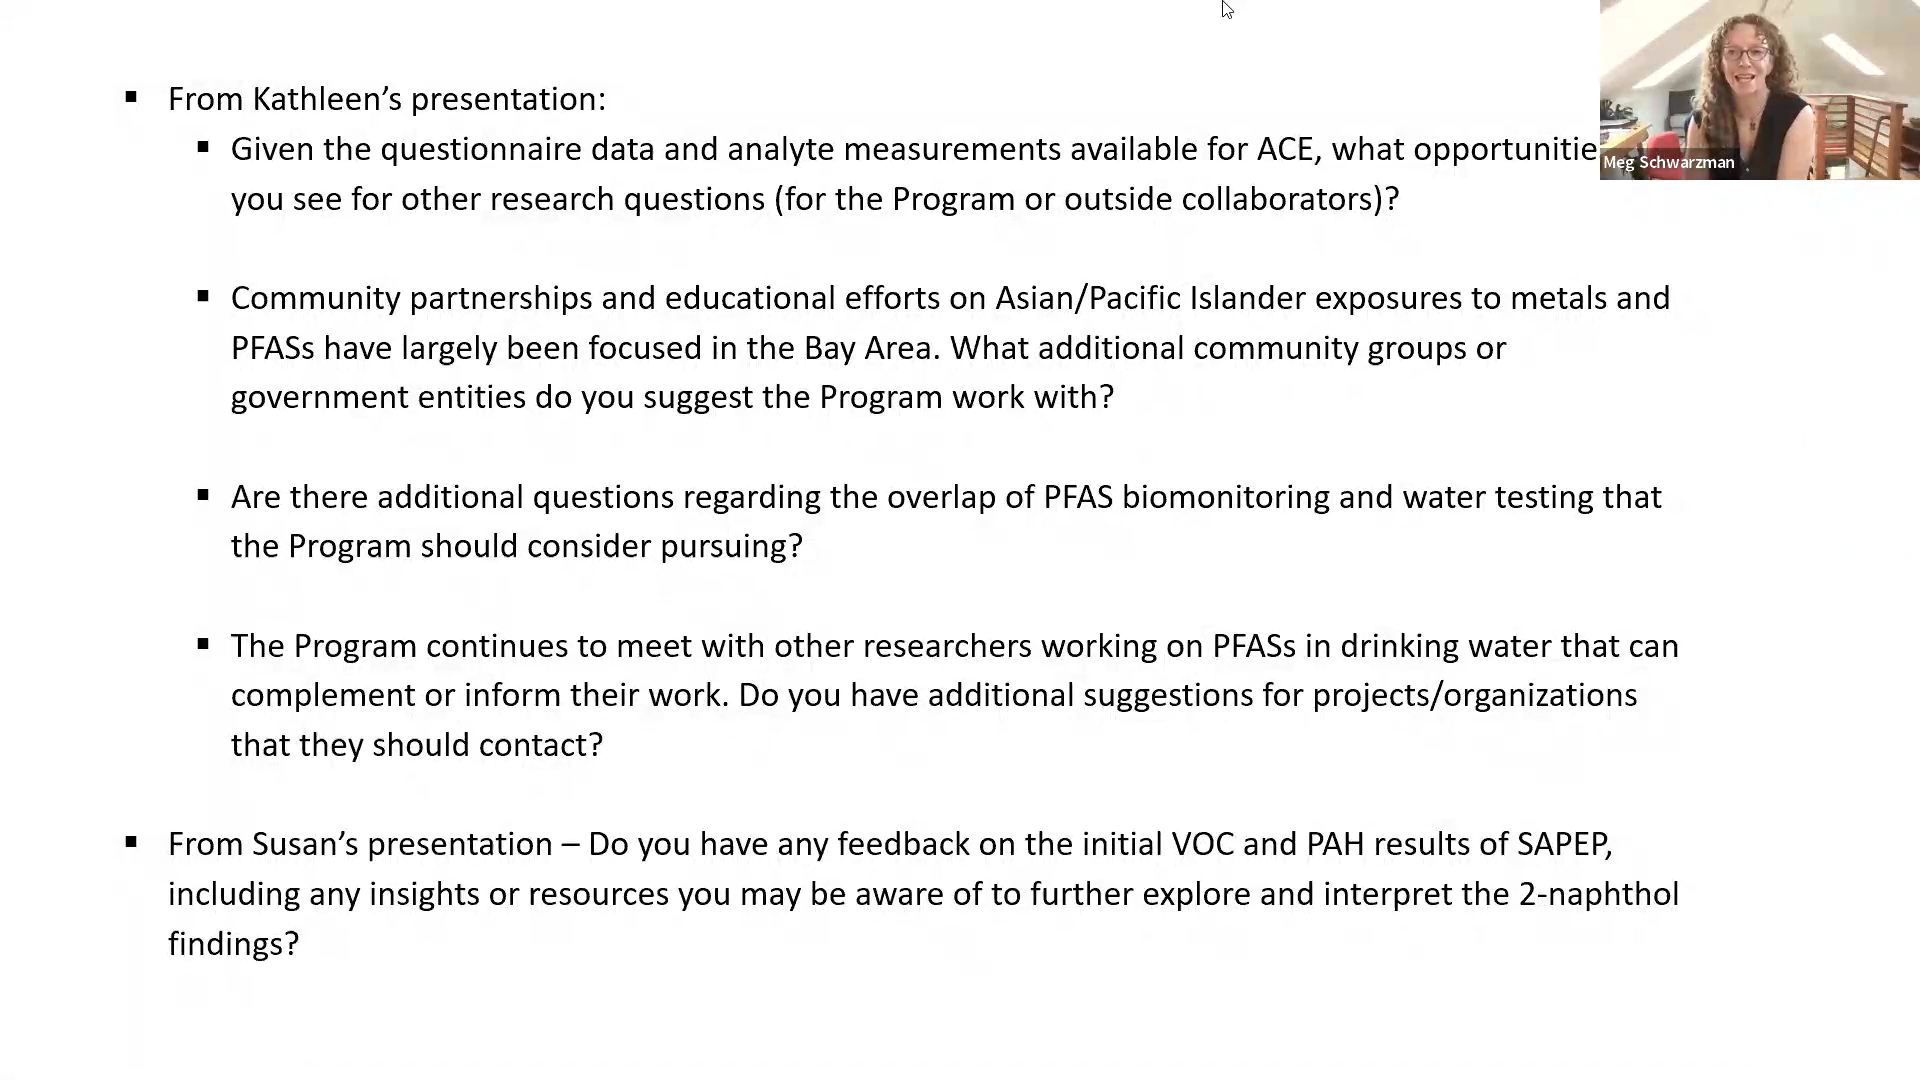 ▪ From Kathleen’s presentation:
▪ Given the questionnaire data and analyte measurements available for ACE, what opportunitie
Meg Schwarzman
you see for other research questions (for the Program or outside collaborators)?
▪ Community partnerships and educational efforts on Asian/Pacific Islander exposures to metals and
PFASs have largely been focused in the Bay Area. What additional community groups or
government entities do you suggest the Program work with?
▪ Are there additional questions regarding the overlap of PFAS biomonitoring and water testing that
the Program should consider pursuing?
▪ The Program continues to meet with other researchers working on PFASs in drinking water that can
complement or inform their work. Do you have additional suggestions for projects/organizations
that they should contact?
▪ From Susan’s presentation – Do you have any feedback on the initial VOC and PAH results of SAPEP,
including any insights or resources you may be aware of to further explore and interpret the 2-naphthol
findings?